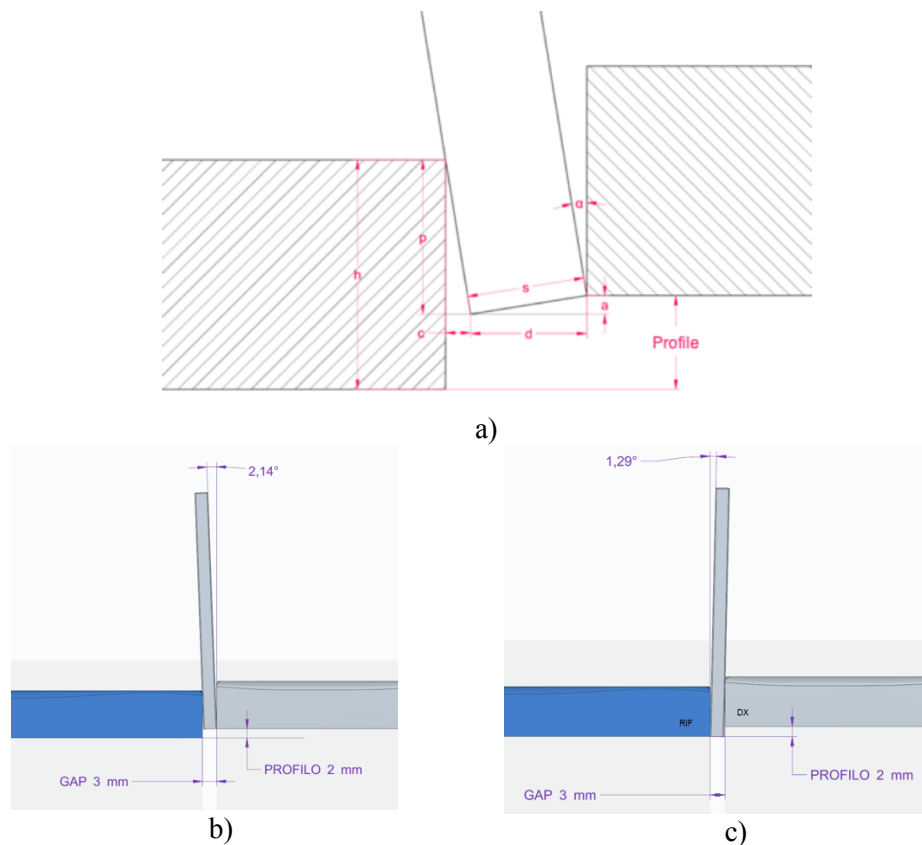 α
p
h
s
a
c
d
Profile
a)
2,14°
PROFILO 2 mm
GAP 3 mm
b)
1,29°
RIF
DX
PROFILO 2 mm
GAP 3 mm
c)